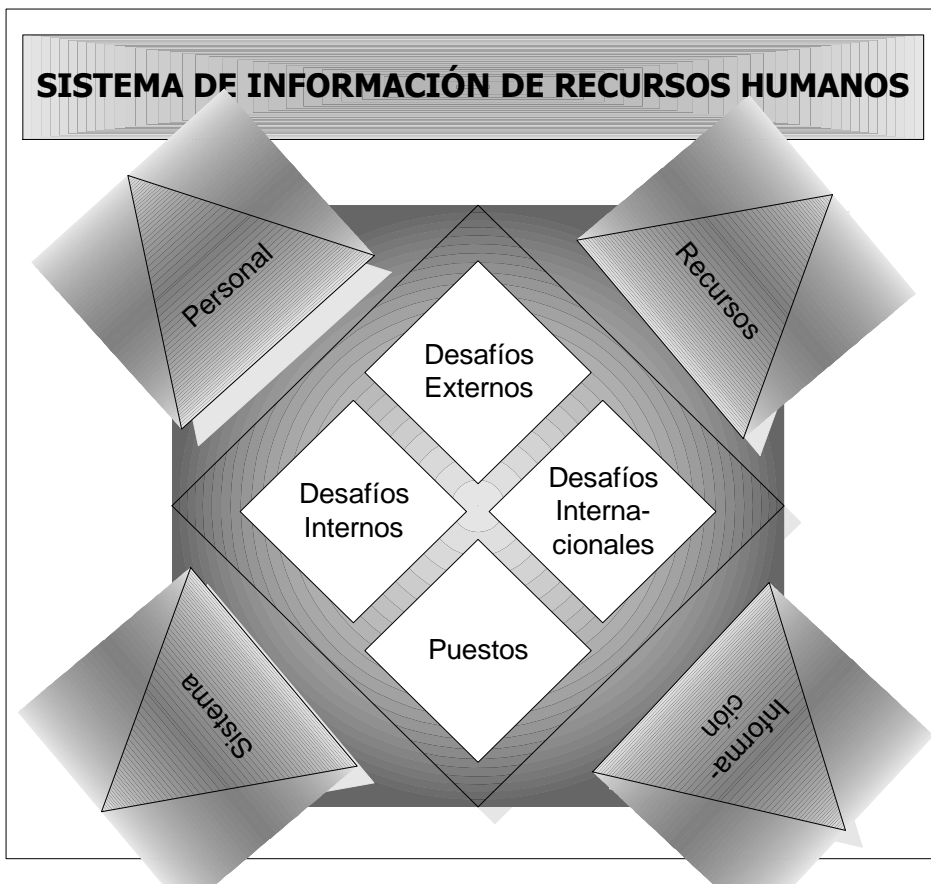 SISTEMA DE INFORMACIÓN DE RECURSOS HUMANOS
Personal
Recursos
Desafíos
Externos
Desafíos
Internos
Desafíos
Interna-
cionales
Puestos
Sistema
Informa-
ción